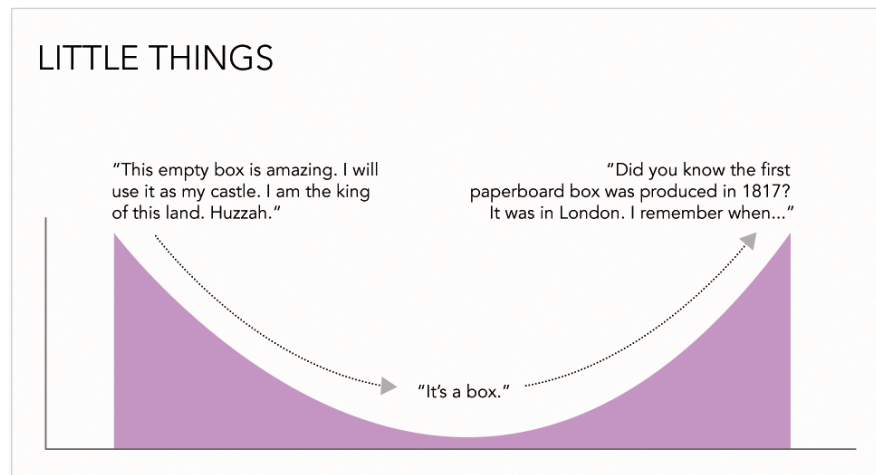 LITTLE THINGS
“This empty box is amazing. I will
use it as my castle. I am the king
of this land. Huzzah.”
“Did you know the first
paperboard box was produced in 1817?
It was in London. I remember when...”
“It’s a box.”